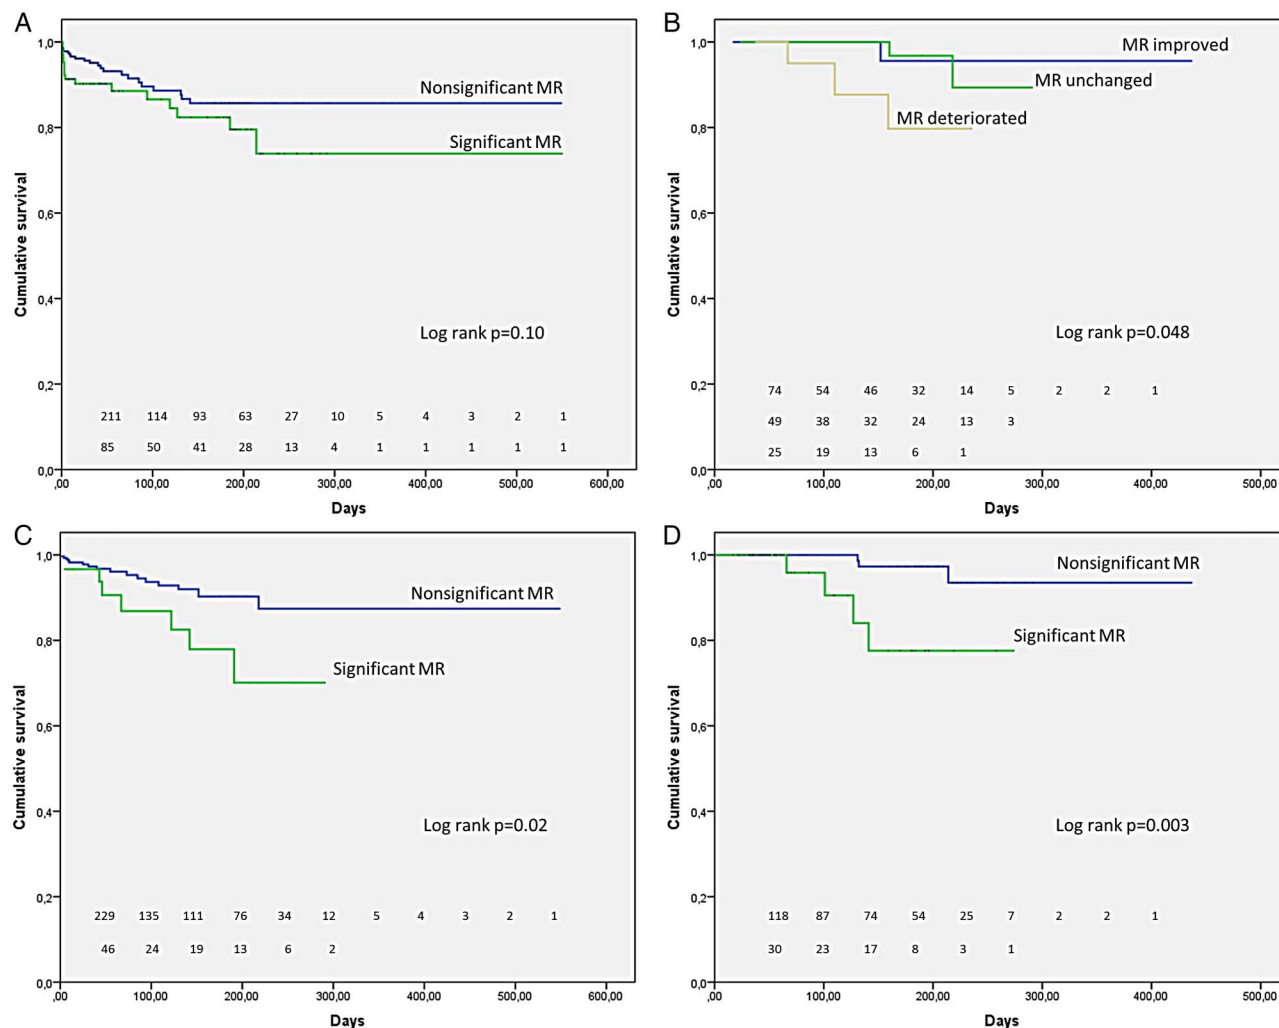 A
1,0
0,8
0,6
0,4
0,2
0,0
Cumulative survival
Nonsignificant MR
Significant MR
Log rank p=0.10
211 114 93 63 27 10 5 4 3 2 1
85 50 41 28 13 4 1 1 1 1 1
,00 100,00 200,00 300,00 400,00 500,00 600,00
Days
B
1,0
0,8
0,6
0,4
0,2
0,0
Cumulative survival
MR improved
MR unchanged
MR deteriorated
Log rank p=0.048
74 54 46 32 14 5 2 2 1
49 38 32 24 13 3
25 19 13 6 1
,00 100,00 200,00 300,00 400,00 500,00
Days
C
1,0
0,8
0,6
0,4
0,2
0,0
Cumulative survival
Nonsignificant MR
Significant MR
Log rank p=0.02
229 135 111 76 34 12 5 4 3 2 1
46 24 19 13 6 2
,00 100,00 200,00 300,00 400,00 500,00 600,00
Days
D
1,0
0,8
0,6
0,4
0,2
0,0
Cumulative survival
Nonsignificant MR
Significant MR
Log rank p=0.003
118 87 74 54 25 7 2 2 1
30 23 17 8 3 1
,00 100,00 200,00 300,00 400,00 500,00
Days